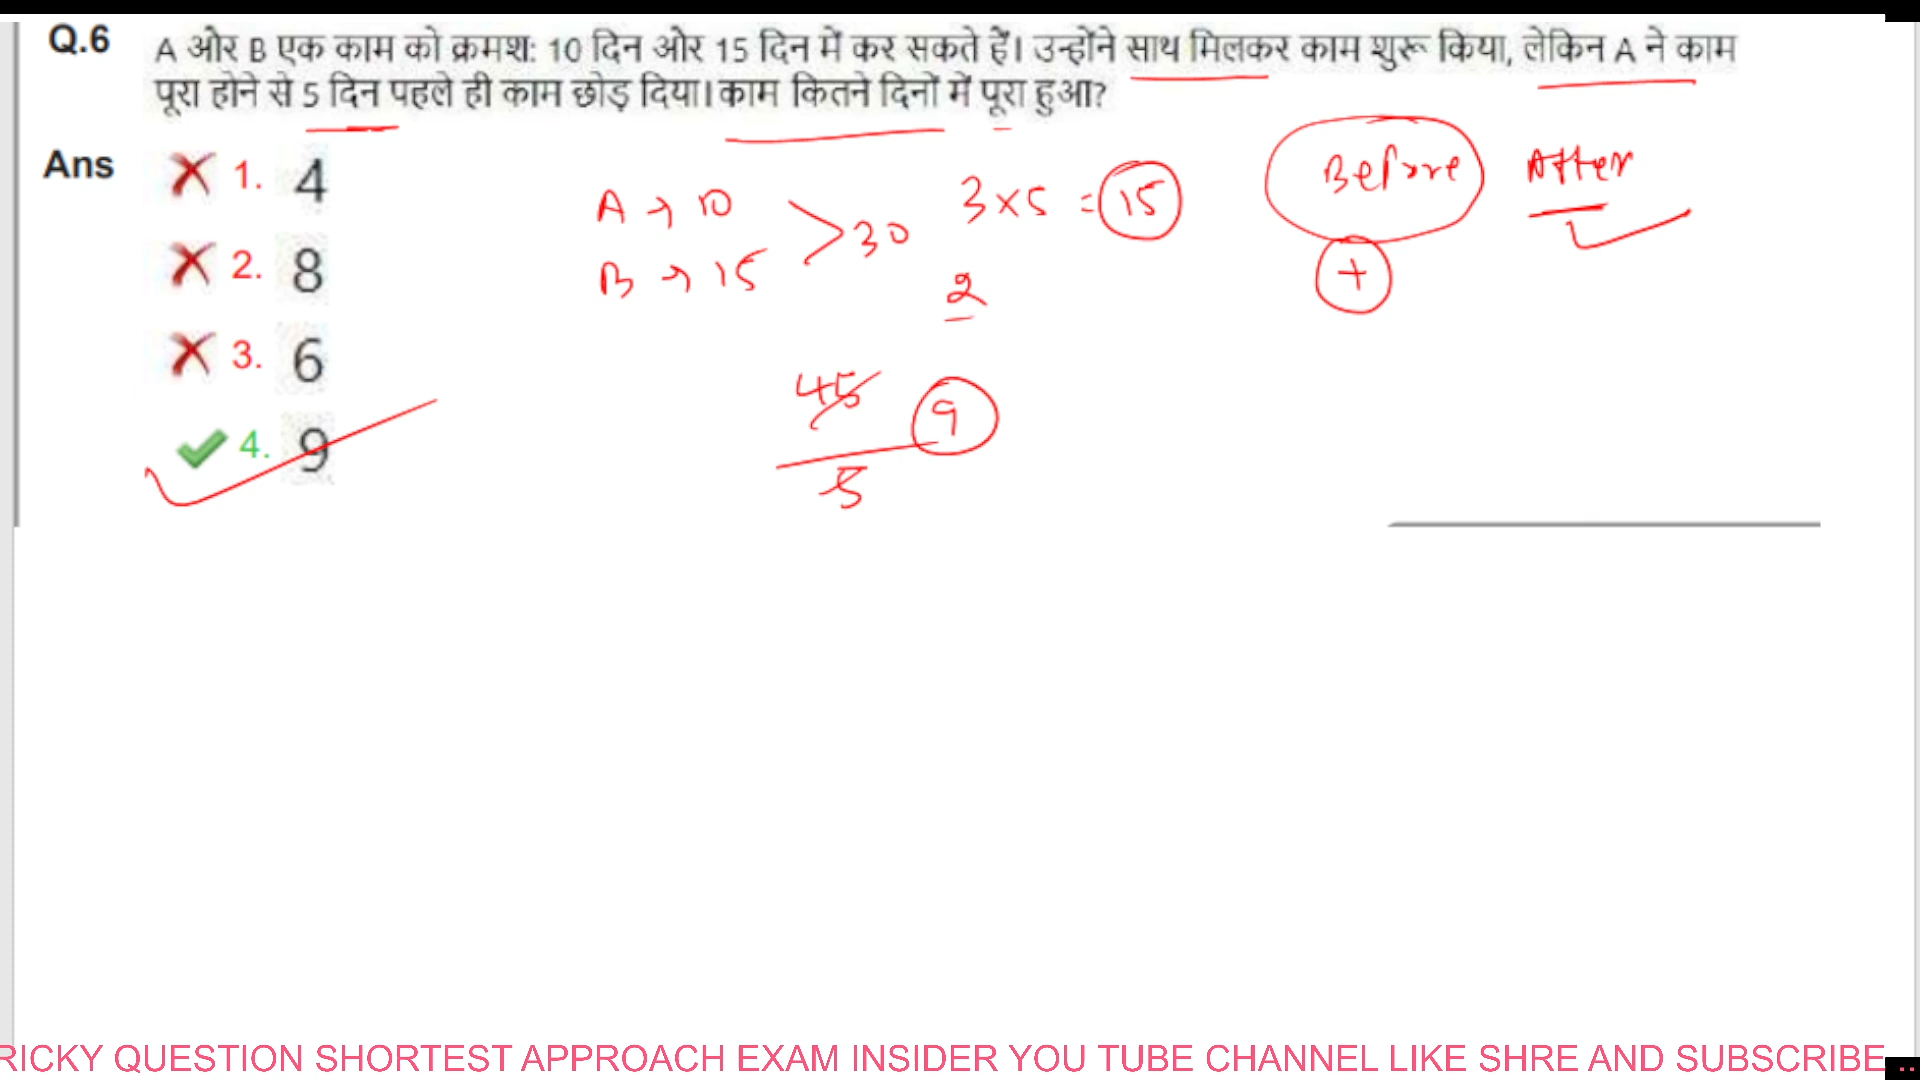 Q.6 A ओर B एक काम को क्रमश: 10 दिन ओर 15 दिन में कर सकते हैं। उन्होंने साथ मिलकर काम शुरू किया, लेकिन A ने काम
पूरा होने से 5 दिन पहले ही काम छोड़ दिया। काम कितने दिनों में पूरा हुआ?
Ans 1. 4
2. 8
3. 6
4. 9
A → 10
B → 15
> 30
3 × 5 = 15
2
45 9
5
Before After
+
RICKY QUESTION SHORTEST APPROACH EXAM INSIDER YOU TUBE CHANNEL LIKE SHRE AND SUBSCRIBE ..